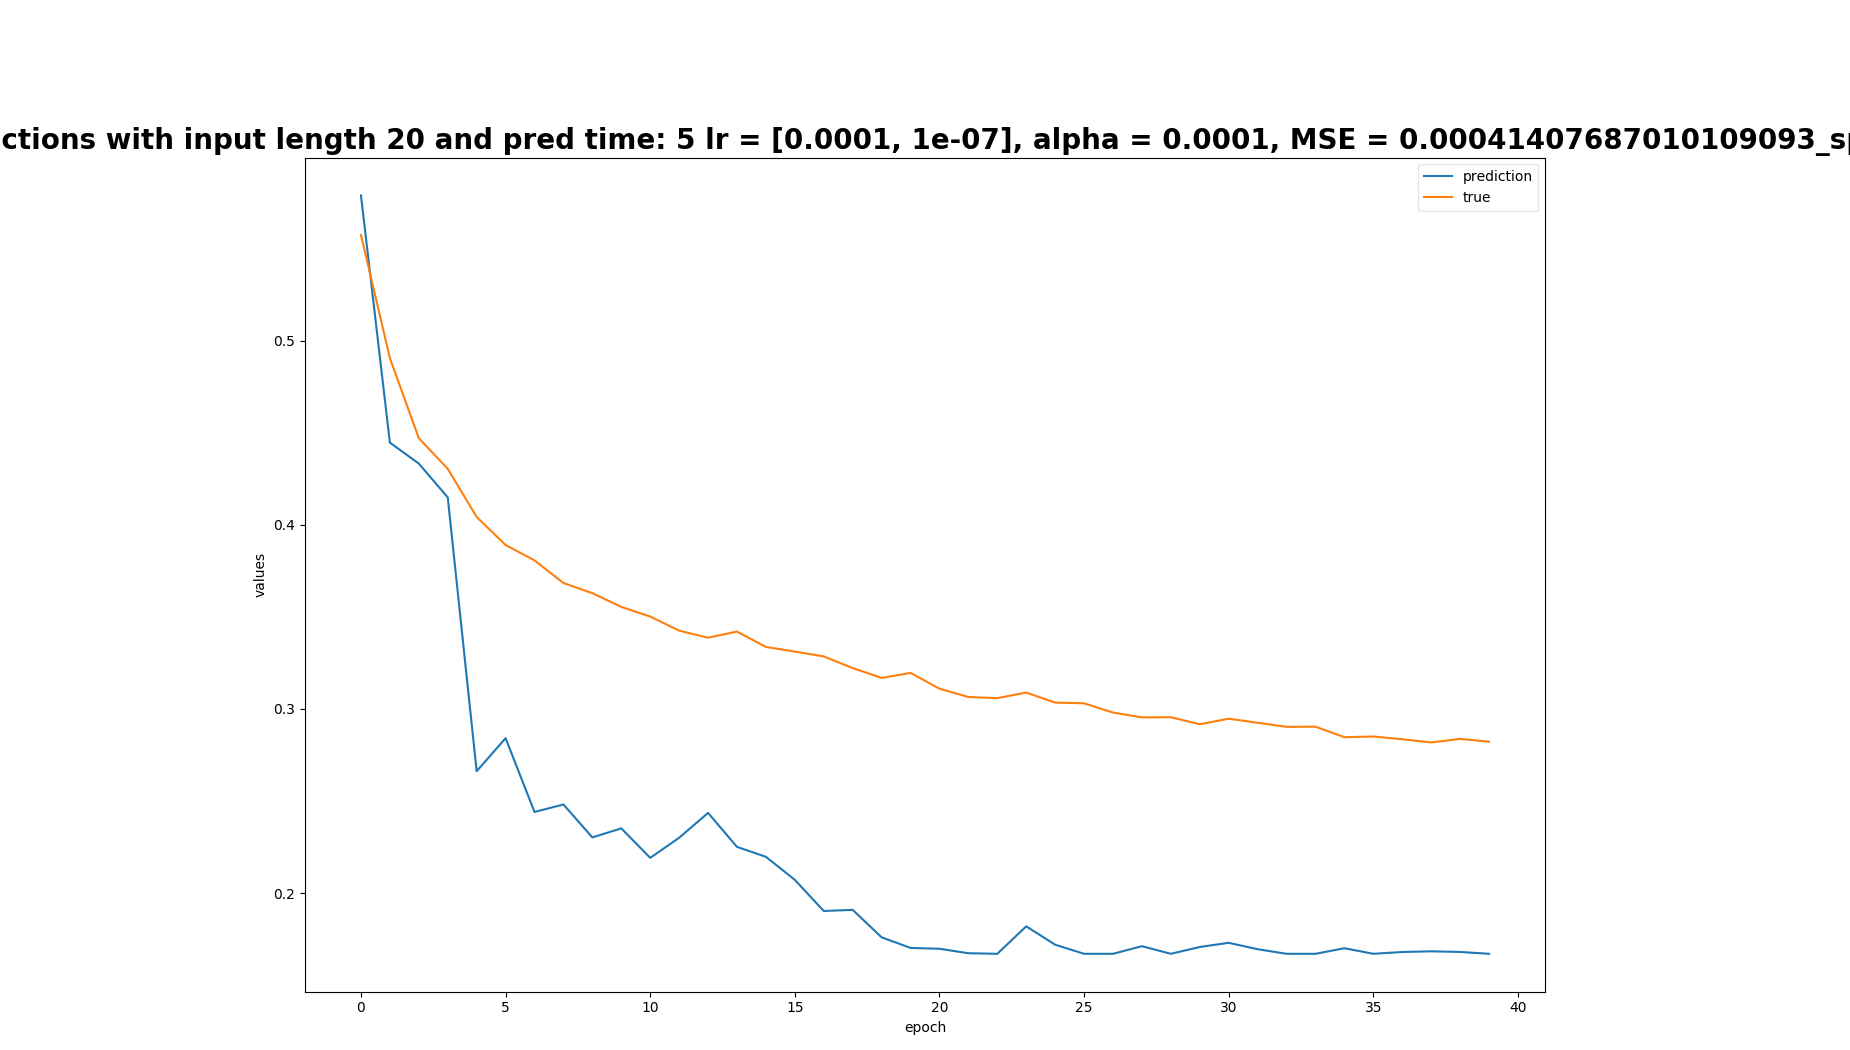 ctions with input length 20 and pred time: 5 lr = [0.0001, 1e-07], alpha = 0.0001, MSE = 0.00041407687010109093_sp
prediction
true
0.5
0.4
0.3
0.2
values
0
5
10
15
20
25
30
35
40
epoch